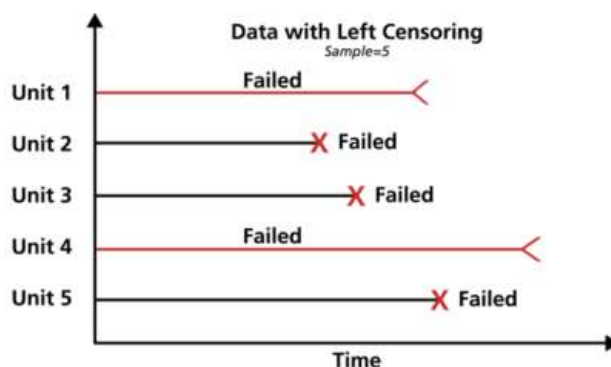 Data with Left Censoring
Sample=5
Unit 1 Failed
Unit 2 Failed
Unit 3 Failed
Unit 4 Failed
Unit 5 Failed
Time